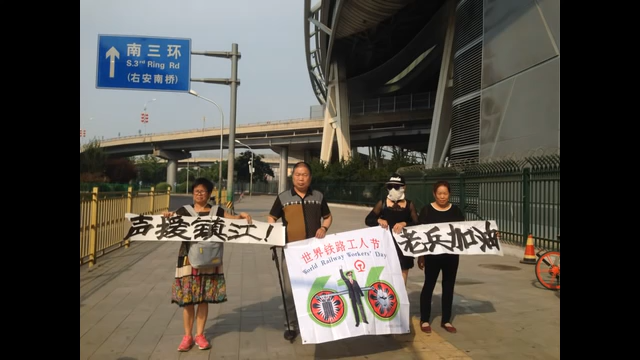 南三环
S.3rd Ring Rd
(右安南桥)
声援镇江!
世界铁路工人节
World Railway Workers' Day
616
老兵加油